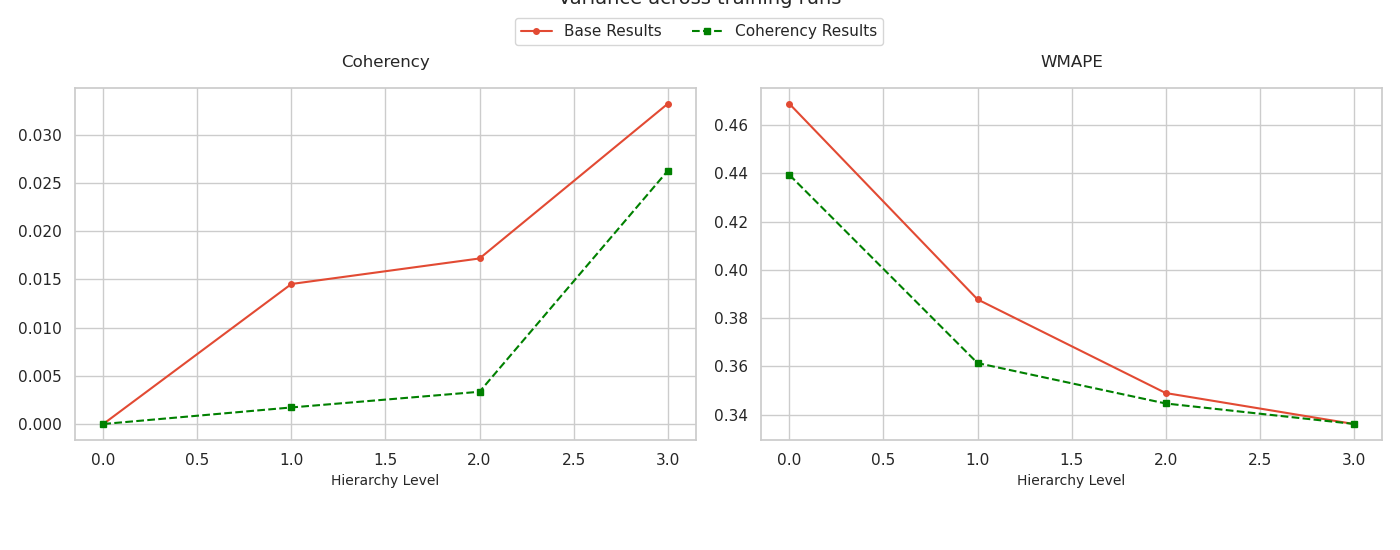 Variance across training runs
Base Results Coherency Results
Coherency
0.030
0.025
0.020
0.015
0.010
0.005
0.000
0.0 0.5 1.0 1.5 2.0 2.5 3.0
Hierarchy Level
WMAPE
0.46
0.44
0.42
0.40
0.38
0.36
0.34
0.0 0.5 1.0 1.5 2.0 2.5 3.0
Hierarchy Level